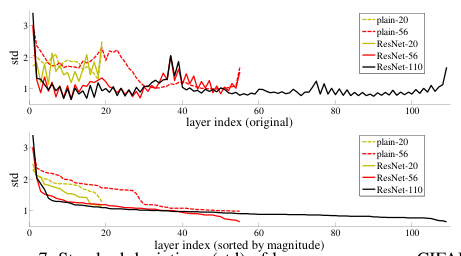 3
2
1
std
0
20
40
60
80
100
layer index (original)
plain-20
plain-56
ResNet-20
ResNet-56
ResNet-110
3
2
1
std
0
20
40
60
80
100
layer index (sorted by magnitude)
plain-20
plain-56
ResNet-20
ResNet-56
ResNet-110